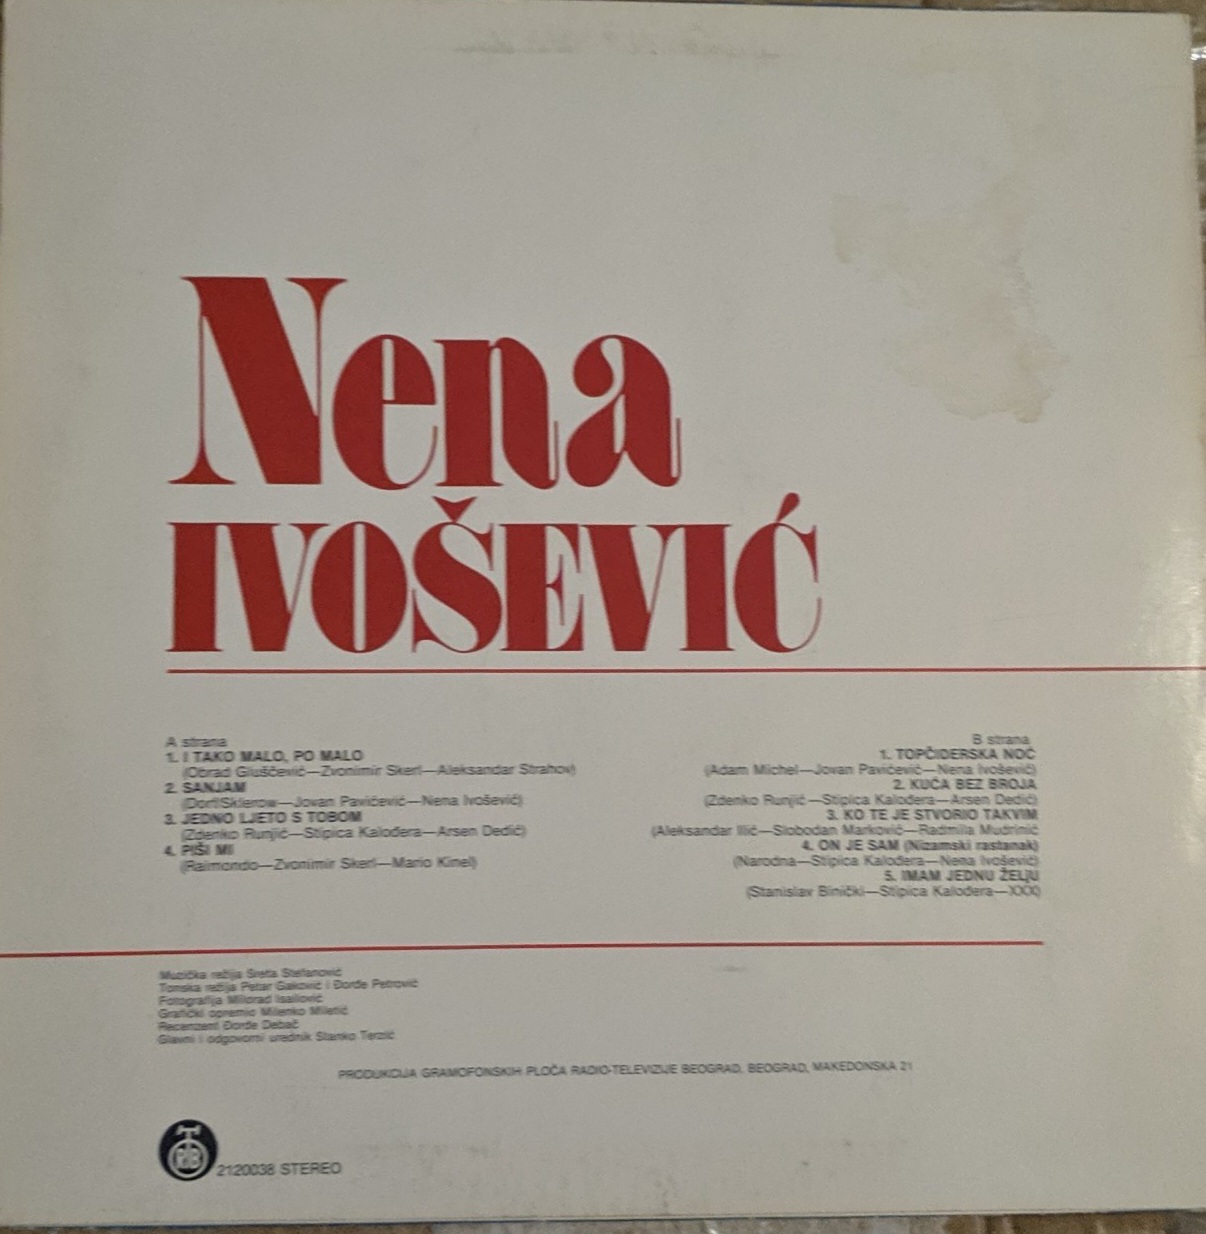 Nena
IVOŠEVIĆ
A strana
1. I TAKO MALO, PO MALO
(Obrad Gluščević—Zvonimir Skerl—Aleksandar Strahov)
2. SANJAM
(Dorf/Sklerow—Jovan Pavićević—Nena Ivošević)
3. JEDNO LJETO S TOBOM
(Zdenko Runjić—Stipica Kalođera—Arsen Dedić)
4. PIŠI MI
(Raimondo—Zvonimir Skerl—Mario Kinel)
B strana
1. TOPČIDERSKA NOĆ
(Adam Michel—Jovan Pavićević—Nena Ivošević)
2. KUĆA BEZ BROJA
(Zdenko Runjić—Stipica Kalođera—Arsen Dedić)
3. KO TE JE STVORIO TAKVIM
(Aleksandar Ilić—Slobodan Marković—Radmila Mudrinić
4. ON JE SAM (Nizamski rastanak)
(Narodna—Stipica Kalođera—Nena Ivošević)
5. IMAM JEDNU ŽELJU
(Stanislav Binički—Stipica Kalođera—XXX)
Muzička režija Sreta Stefanović
Tonska režija Petar Gaković i Đorđe Petrović
Fotografija Milorad Isailović
Grafički opremio Milenko Miletić
Recenzent Đorđe Debač
Glavni i odgovorni urednik Stanko Terzić
PRODUKCIJA GRAMOFONSKIH PLOČA RADIO-TELEVIZIJE BEOGRAD, BEOGRAD, MAKEDONSKA 21
RTB
2120038 STEREO